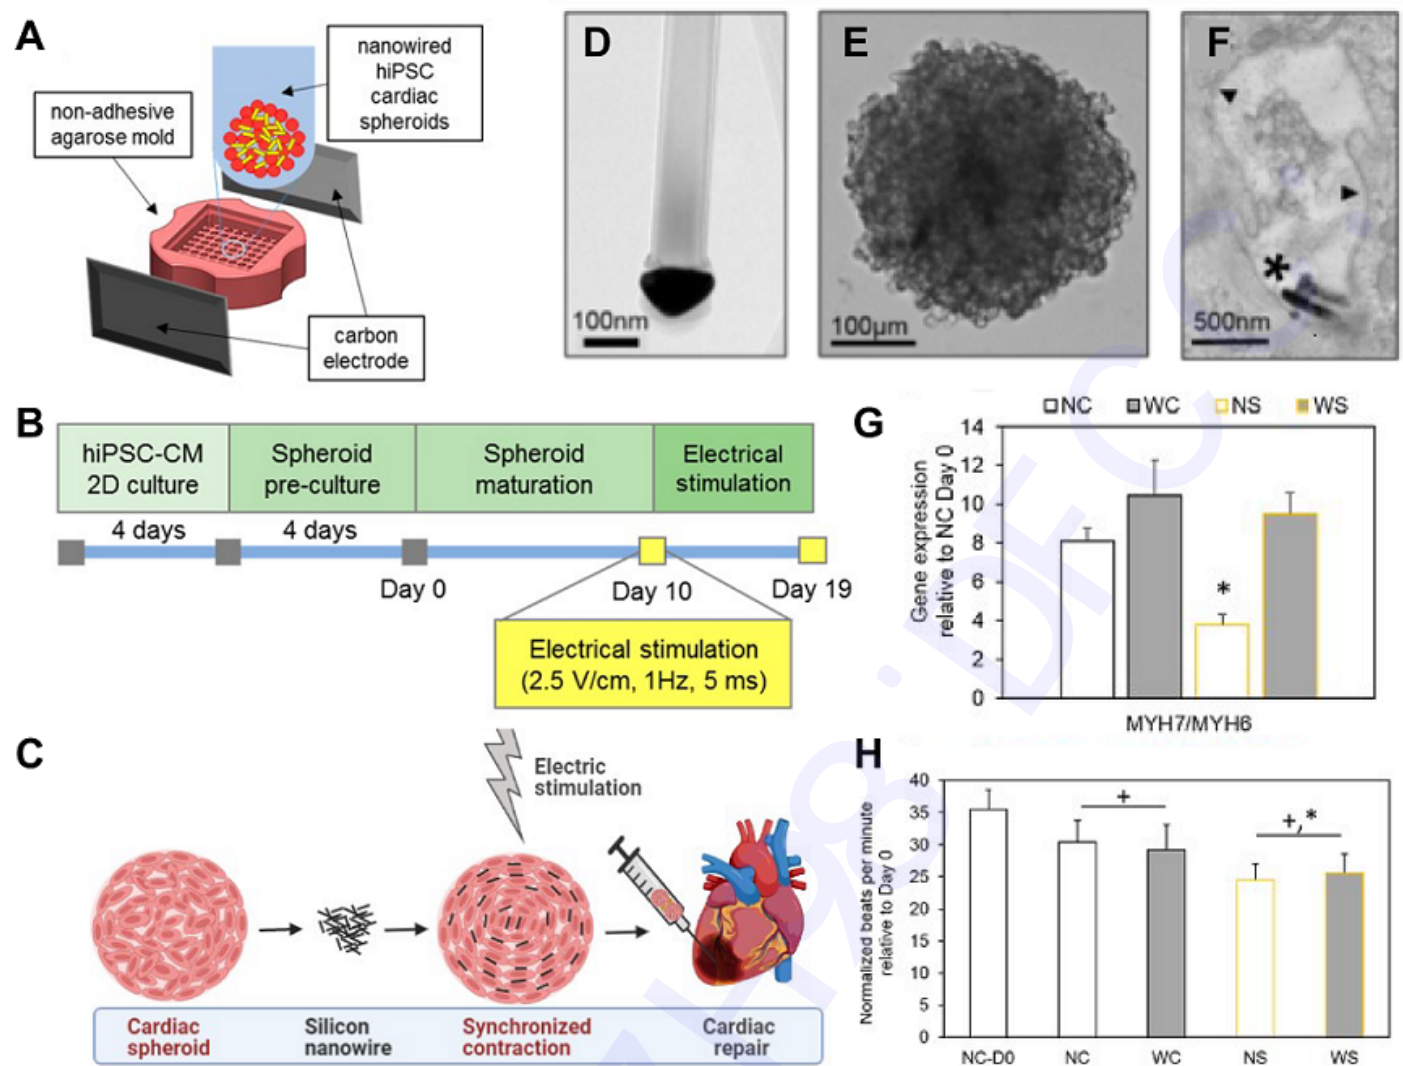 A
nanowired
hiPSC
cardiac
spheroids
non-adhesive
agarose mold
carbon
electrode
D
100nm
E
100µm
F
*
500nm
B
hiPSC-CM
2D culture
Spheroid
pre-culture
Spheroid
maturation
Electrical
stimulation
4 days
4 days
Day 0
Day 10
Day 19
Electrical stimulation
(2.5 V/cm, 1Hz, 5 ms)
C
Electric
stimulation
Cardiac
spheroid
Silicon
nanowire
Synchronized
contraction
Cardiac
repair
G
NC WC NS WS
Gene expression
relative to NC Day 0
14
12
10
8
6
4
2
0
*
MYH7/MYH6
H
Normalized beats per minute
relative to Day 0
40
35
30
25
20
15
10
5
0
+
+,*
NC-D0 NC WC NS WS